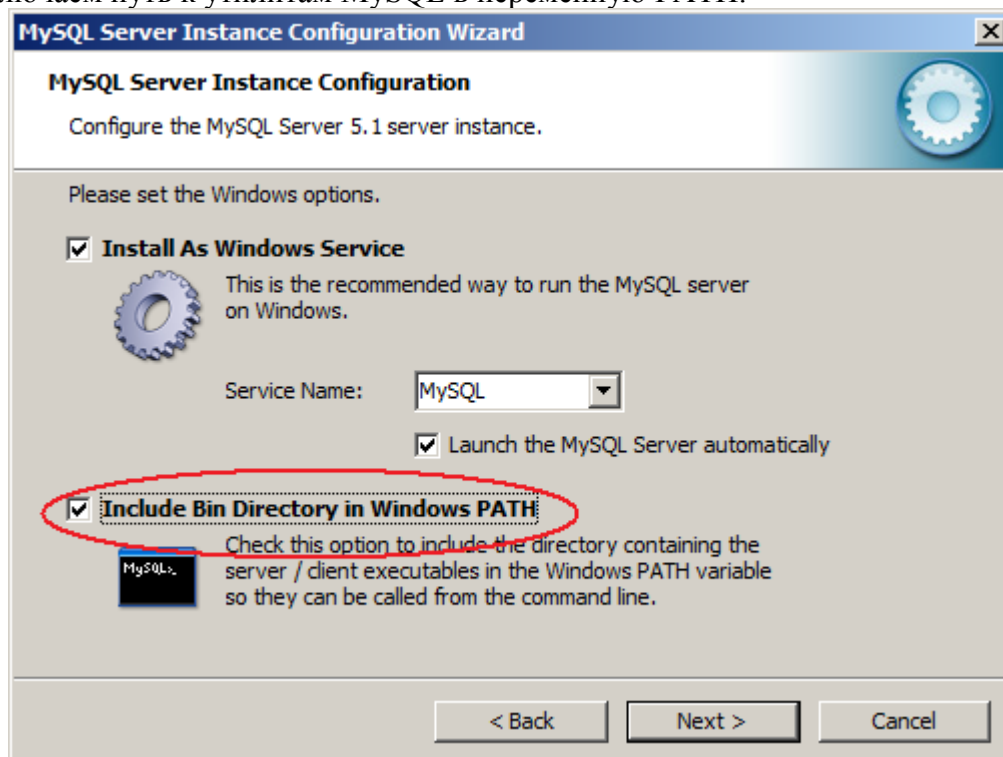 путь к утилитам MySQL в переменную PATH.
MySQL Server Instance Configuration Wizard
MySQL Server Instance Configuration
Configure the MySQL Server 5.1 server instance.
Please set the Windows options.
Install As Windows Service
This is the recommended way to run the MySQL server
on Windows.
Service Name: MySQL
Launch the MySQL Server automatically
Include Bin Directory in Windows PATH
Check this option to include the directory containing the
server / client executables in the Windows PATH variable
so they can be called from the command line.
MySQL>_
< Back Next > Cancel